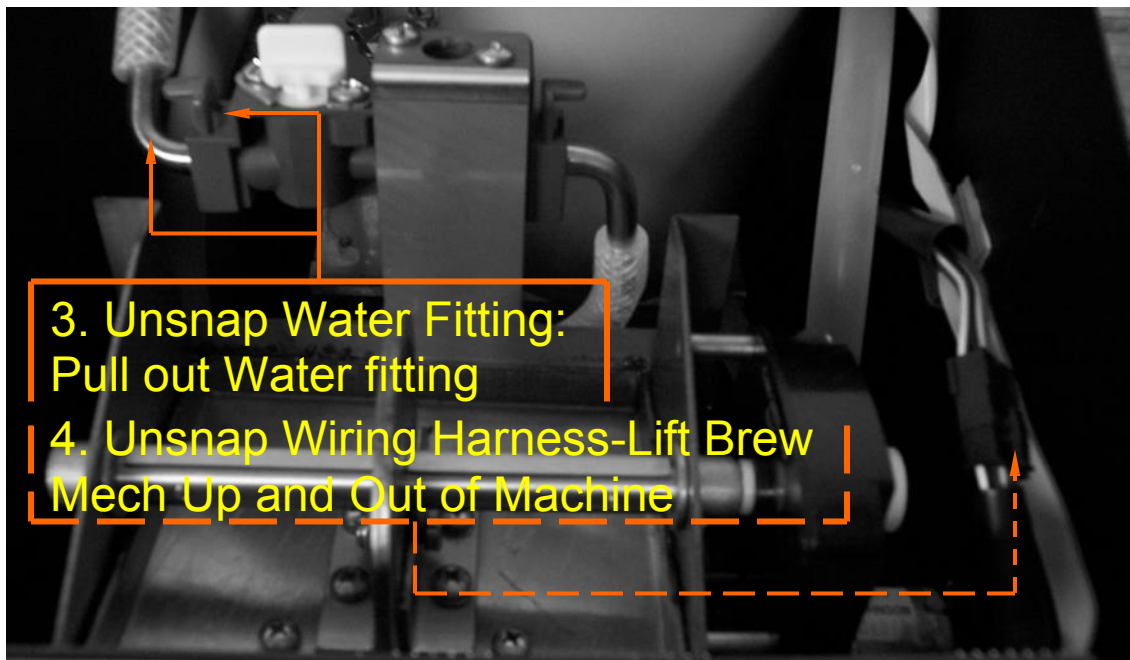 3. Unsnap Water Fitting:
Pull out Water fitting
4. Unsnap Wiring Harness-Lift Brew
Mech Up and Out of Machine